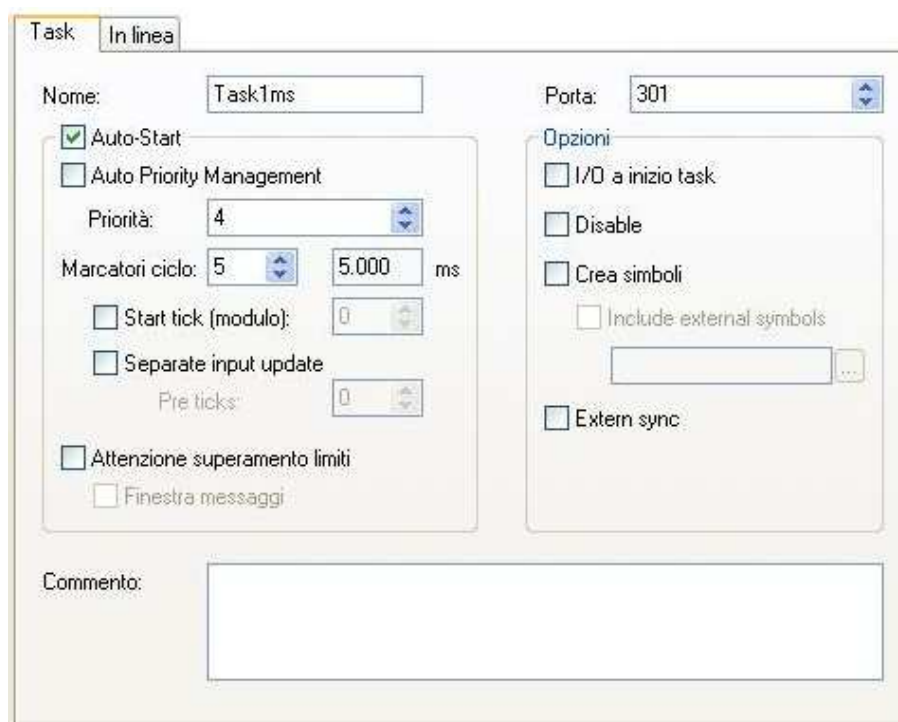 Task In linea
Nome: Task1ms Porta: 301
Auto-Start Opzioni
Auto Priority Management I/O a inizio task
Priorità: 4 Disable
Marcatori ciclo: 5 5.000 ms Crea simboli
Start tick (modulo): 0 Include external symbols
Separate input update ...
Pre ticks: 0 Extern sync
Attenzione superamento limiti
Finestra messaggi
Commento: